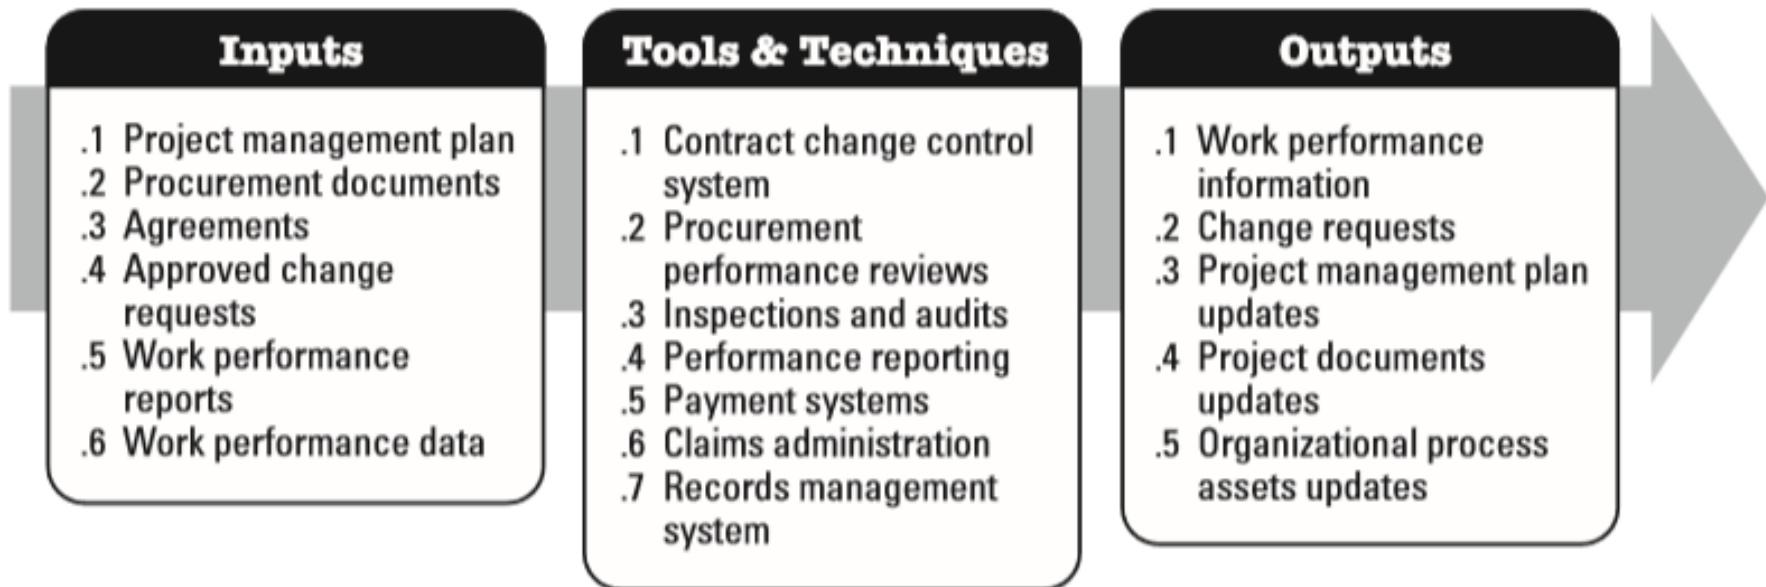 Inputs
.1 Project management plan
.2 Procurement documents
.3 Agreements
.4 Approved change
requests
.5 Work performance
reports
.6 Work performance data
Tools & Techniques
.1 Contract change control
system
.2 Procurement
performance reviews
.3 Inspections and audits
.4 Performance reporting
.5 Payment systems
.6 Claims administration
.7 Records management
system
Outputs
.1 Work performance
information
.2 Change requests
.3 Project management plan
updates
.4 Project documents
updates
.5 Organizational process
assets updates